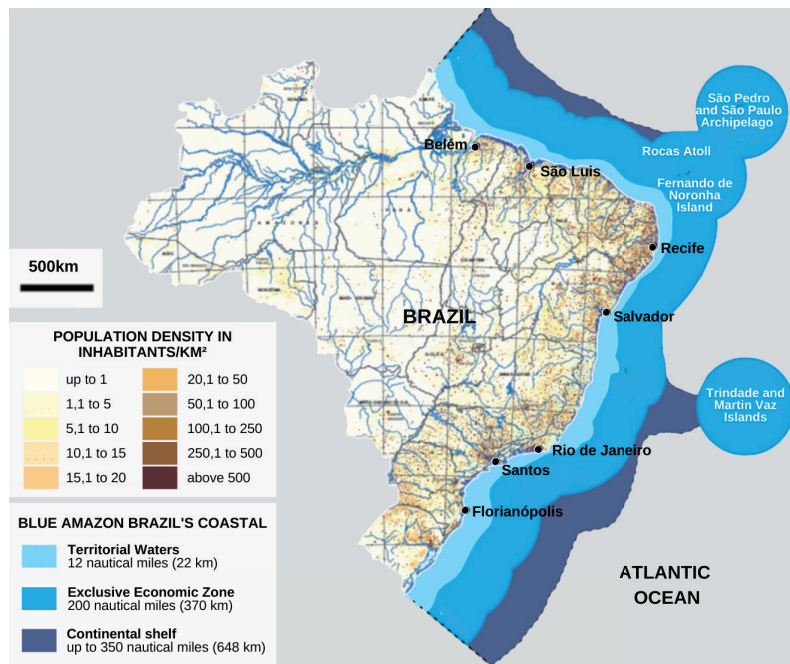 São Pedro
and São Paulo
Archipelago
Rocas Atoll
Fernando de
Noronha
Island
Belém
São Luis
Recife
500km
BRAZIL
Salvador
POPULATION DENSITY IN
INHABITANTS/KM²
up to 1
20,1 to 50
1,1 to 5
50,1 to 100
5,1 to 10
100,1 to 250
10,1 to 15
250,1 to 500
15,1 to 20
above 500
Trindade and
Martin Vaz
Islands
Rio de Janeiro
Santos
Florianópolis
BLUE AMAZON BRAZIL'S COASTAL
Territorial Waters
12 nautical miles (22 km)
Exclusive Economic Zone
200 nautical miles (370 km)
Continental shelf
up to 350 nautical miles (648 km)
ATLANTIC
OCEAN